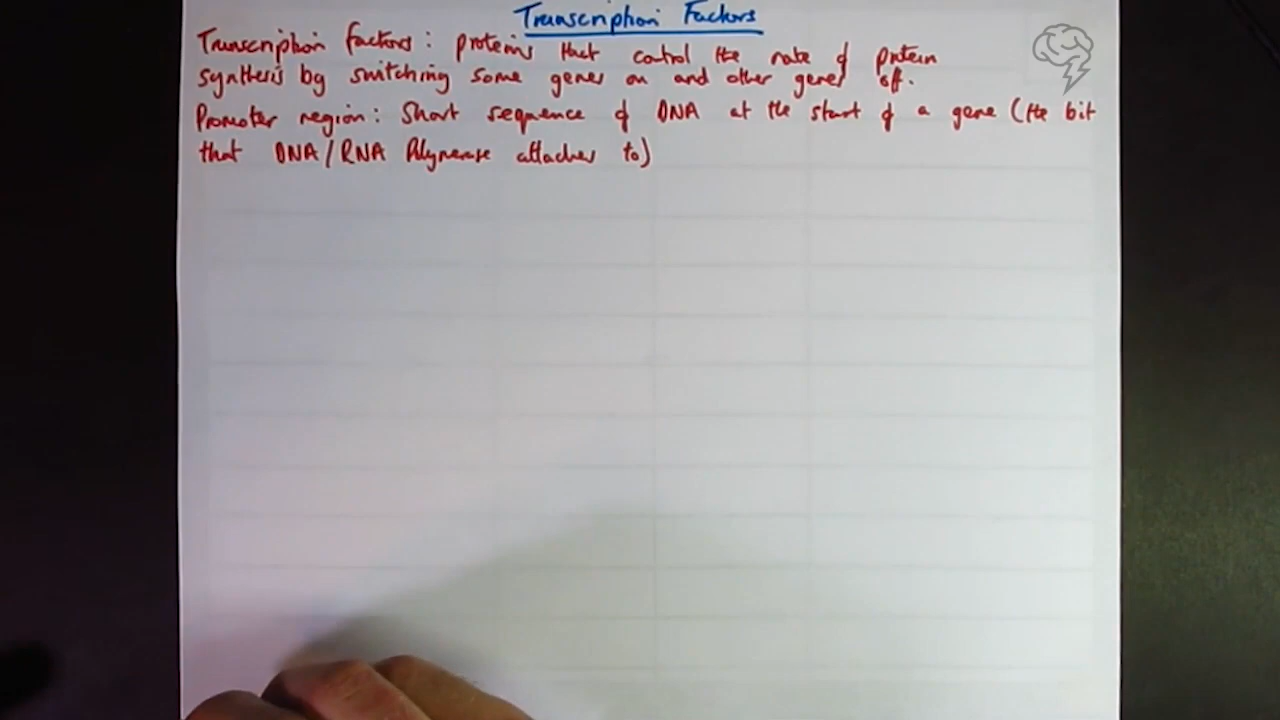 Transcription Factors
Transcription factors: proteins that control the rate of protein
synthesis by switching some genes on and other genes off.
Promoter region: Short sequence of DNA at the start of a gene (the bit
that DNA/RNA Polymerase attaches to)